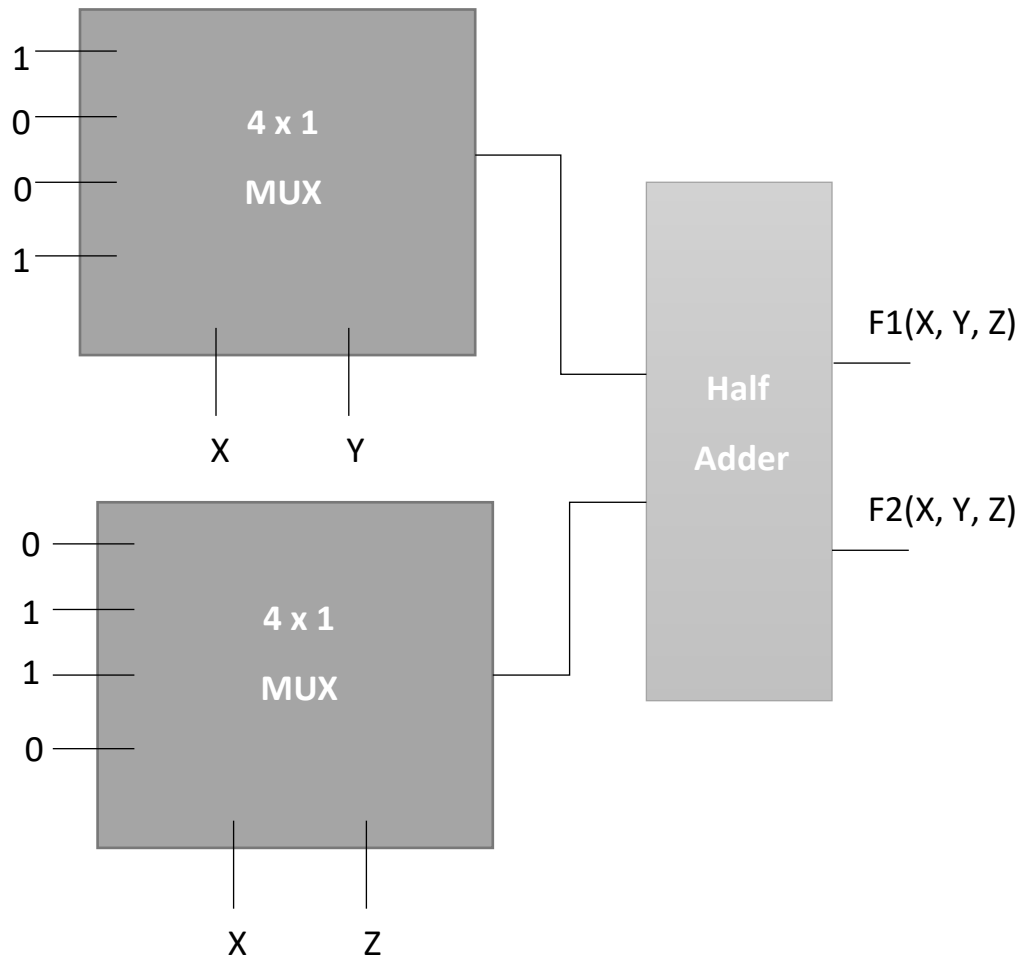 1
0
0
1
4 x 1
MUX
X Y
0
1
1
0
4 x 1
MUX
X Z
Half
Adder
F1(X, Y, Z)
F2(X, Y, Z)